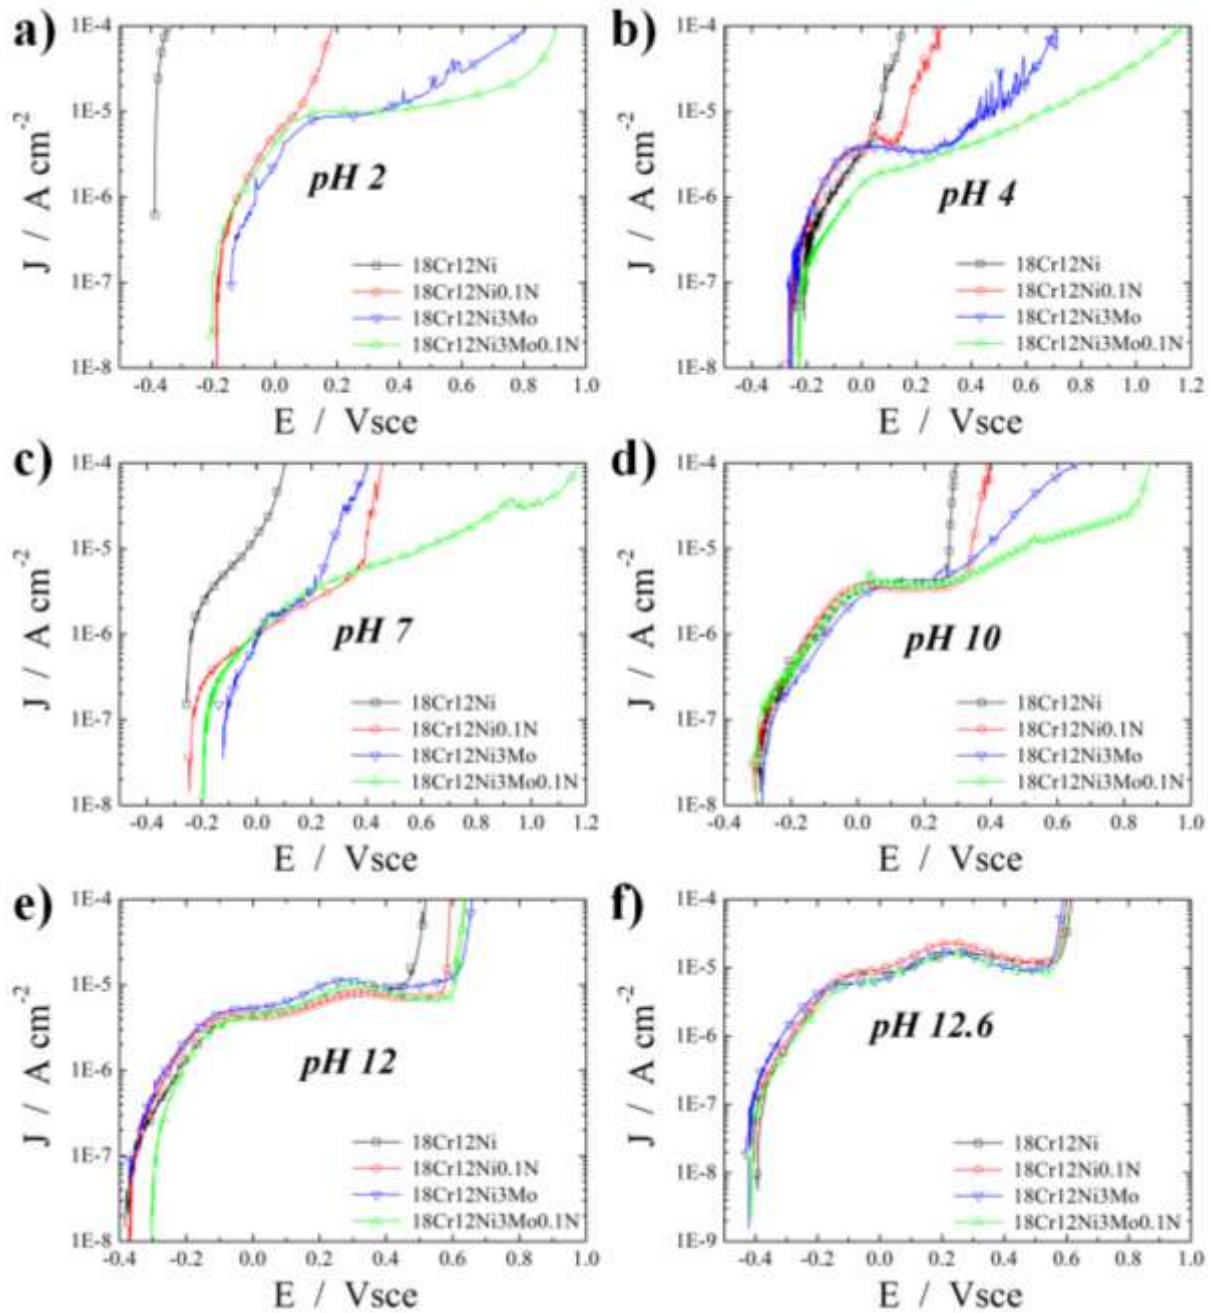 a)
1E-4
1E-5
1E-6
1E-7
1E-8
J / A cm-2
pH 2
18Cr12Ni
18Cr12Ni0.1N
18Cr12Ni3Mo
18Cr12Ni3Mo0.1N
-0.4 -0.2 0.0 0.2 0.4 0.6 0.8 1.0
E / Vsce
b)
1E-4
1E-5
1E-6
1E-7
1E-8
J / A cm-2
pH 4
18Cr12Ni
18Cr12Ni0.1N
18Cr12Ni3Mo
18Cr12Ni3Mo0.1N
-0.4 -0.2 0.0 0.2 0.4 0.6 0.8 1.0 1.2
E / Vsce
c)
1E-4
1E-5
1E-6
1E-7
1E-8
J / A cm-2
pH 7
18Cr12Ni
18Cr12Ni0.1N
18Cr12Ni3Mo
18Cr12Ni3Mo0.1N
-0.4 -0.2 0.0 0.2 0.4 0.6 0.8 1.0 1.2
E / Vsce
d)
1E-4
1E-5
1E-6
1E-7
1E-8
J / A cm-2
pH 10
18Cr12Ni
18Cr12Ni0.1N
18Cr12Ni3Mo
18Cr12Ni3Mo0.1N
-0.4 -0.2 0.0 0.2 0.4 0.6 0.8 1.0
E / Vsce
e)
1E-4
1E-5
1E-6
1E-7
1E-8
J / A cm-2
pH 12
18Cr12Ni
18Cr12Ni0.1N
18Cr12Ni3Mo
18Cr12Ni3Mo0.1N
-0.4 -0.2 0.0 0.2 0.4 0.6 0.8 1.0
E / Vsce
f)
1E-4
1E-5
1E-6
1E-7
1E-8
1E-9
J / A cm-2
pH 12.6
18Cr12Ni
18Cr12Ni0.1N
18Cr12Ni3Mo
18Cr12Ni3Mo0.1N
-0.4 -0.2 0.0 0.2 0.4 0.6 0.8 1.0
E / Vsce